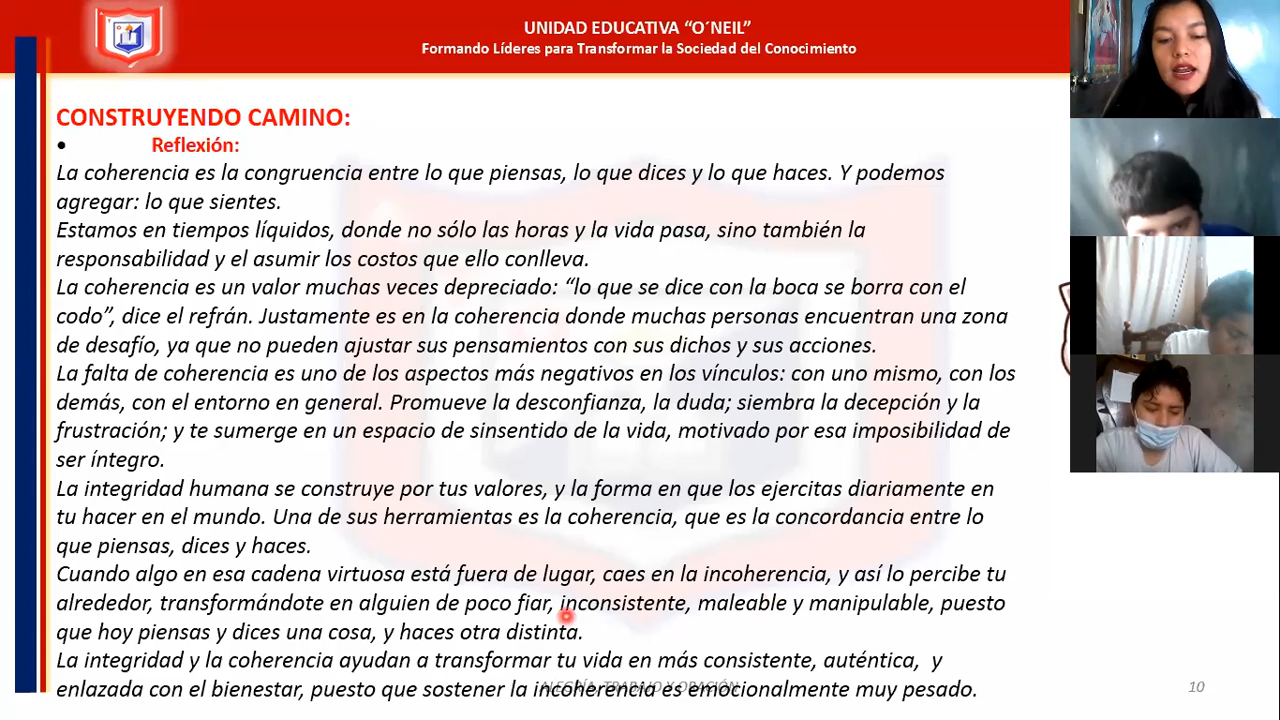 UNIDAD EDUCATIVA “O´NEIL”
Formando Líderes para Transformar la Sociedad del Conocimiento
CONSTRUYENDO CAMINO:
• Reflexión:
La coherencia es la congruencia entre lo que piensas, lo que dices y lo que haces. Y podemos
agregar: lo que sientes.
Estamos en tiempos líquidos, donde no sólo las horas y la vida pasa, sino también la
responsabilidad y el asumir los costos que ello conlleva.
La coherencia es un valor muchas veces depreciado: “lo que se dice con la boca se borra con el
codo”, dice el refrán. Justamente es en la coherencia donde muchas personas encuentran una zona
de desafío, ya que no pueden ajustar sus pensamientos con sus dichos y sus acciones.
La falta de coherencia es uno de los aspectos más negativos en los vínculos: con uno mismo, con los
demás, con el entorno en general. Promueve la desconfianza, la duda; siembra la decepción y la
frustración; y te sumerge en un espacio de sinsentido de la vida, motivado por esa imposibilidad de
ser íntegro.
La integridad humana se construye por tus valores, y la forma en que los ejercitas diariamente en
tu hacer en el mundo. Una de sus herramientas es la coherencia, que es la concordancia entre lo
que piensas, dices y haces.
Cuando algo en esa cadena virtuosa está fuera de lugar, caes en la incoherencia, y así lo percibe tu
alrededor, transformándote en alguien de poco fiar, inconsistente, maleable y manipulable, puesto
que hoy piensas y dices una cosa, y haces otra distinta.
La integridad y la coherencia ayudan a transformar tu vida en más consistente, auténtica, y
enlazada con el bienestar, puesto que sostener la incoherencia es emocionalmente muy pesado.
ALEGRÍA, TRABAJO Y ORACIÓN
10